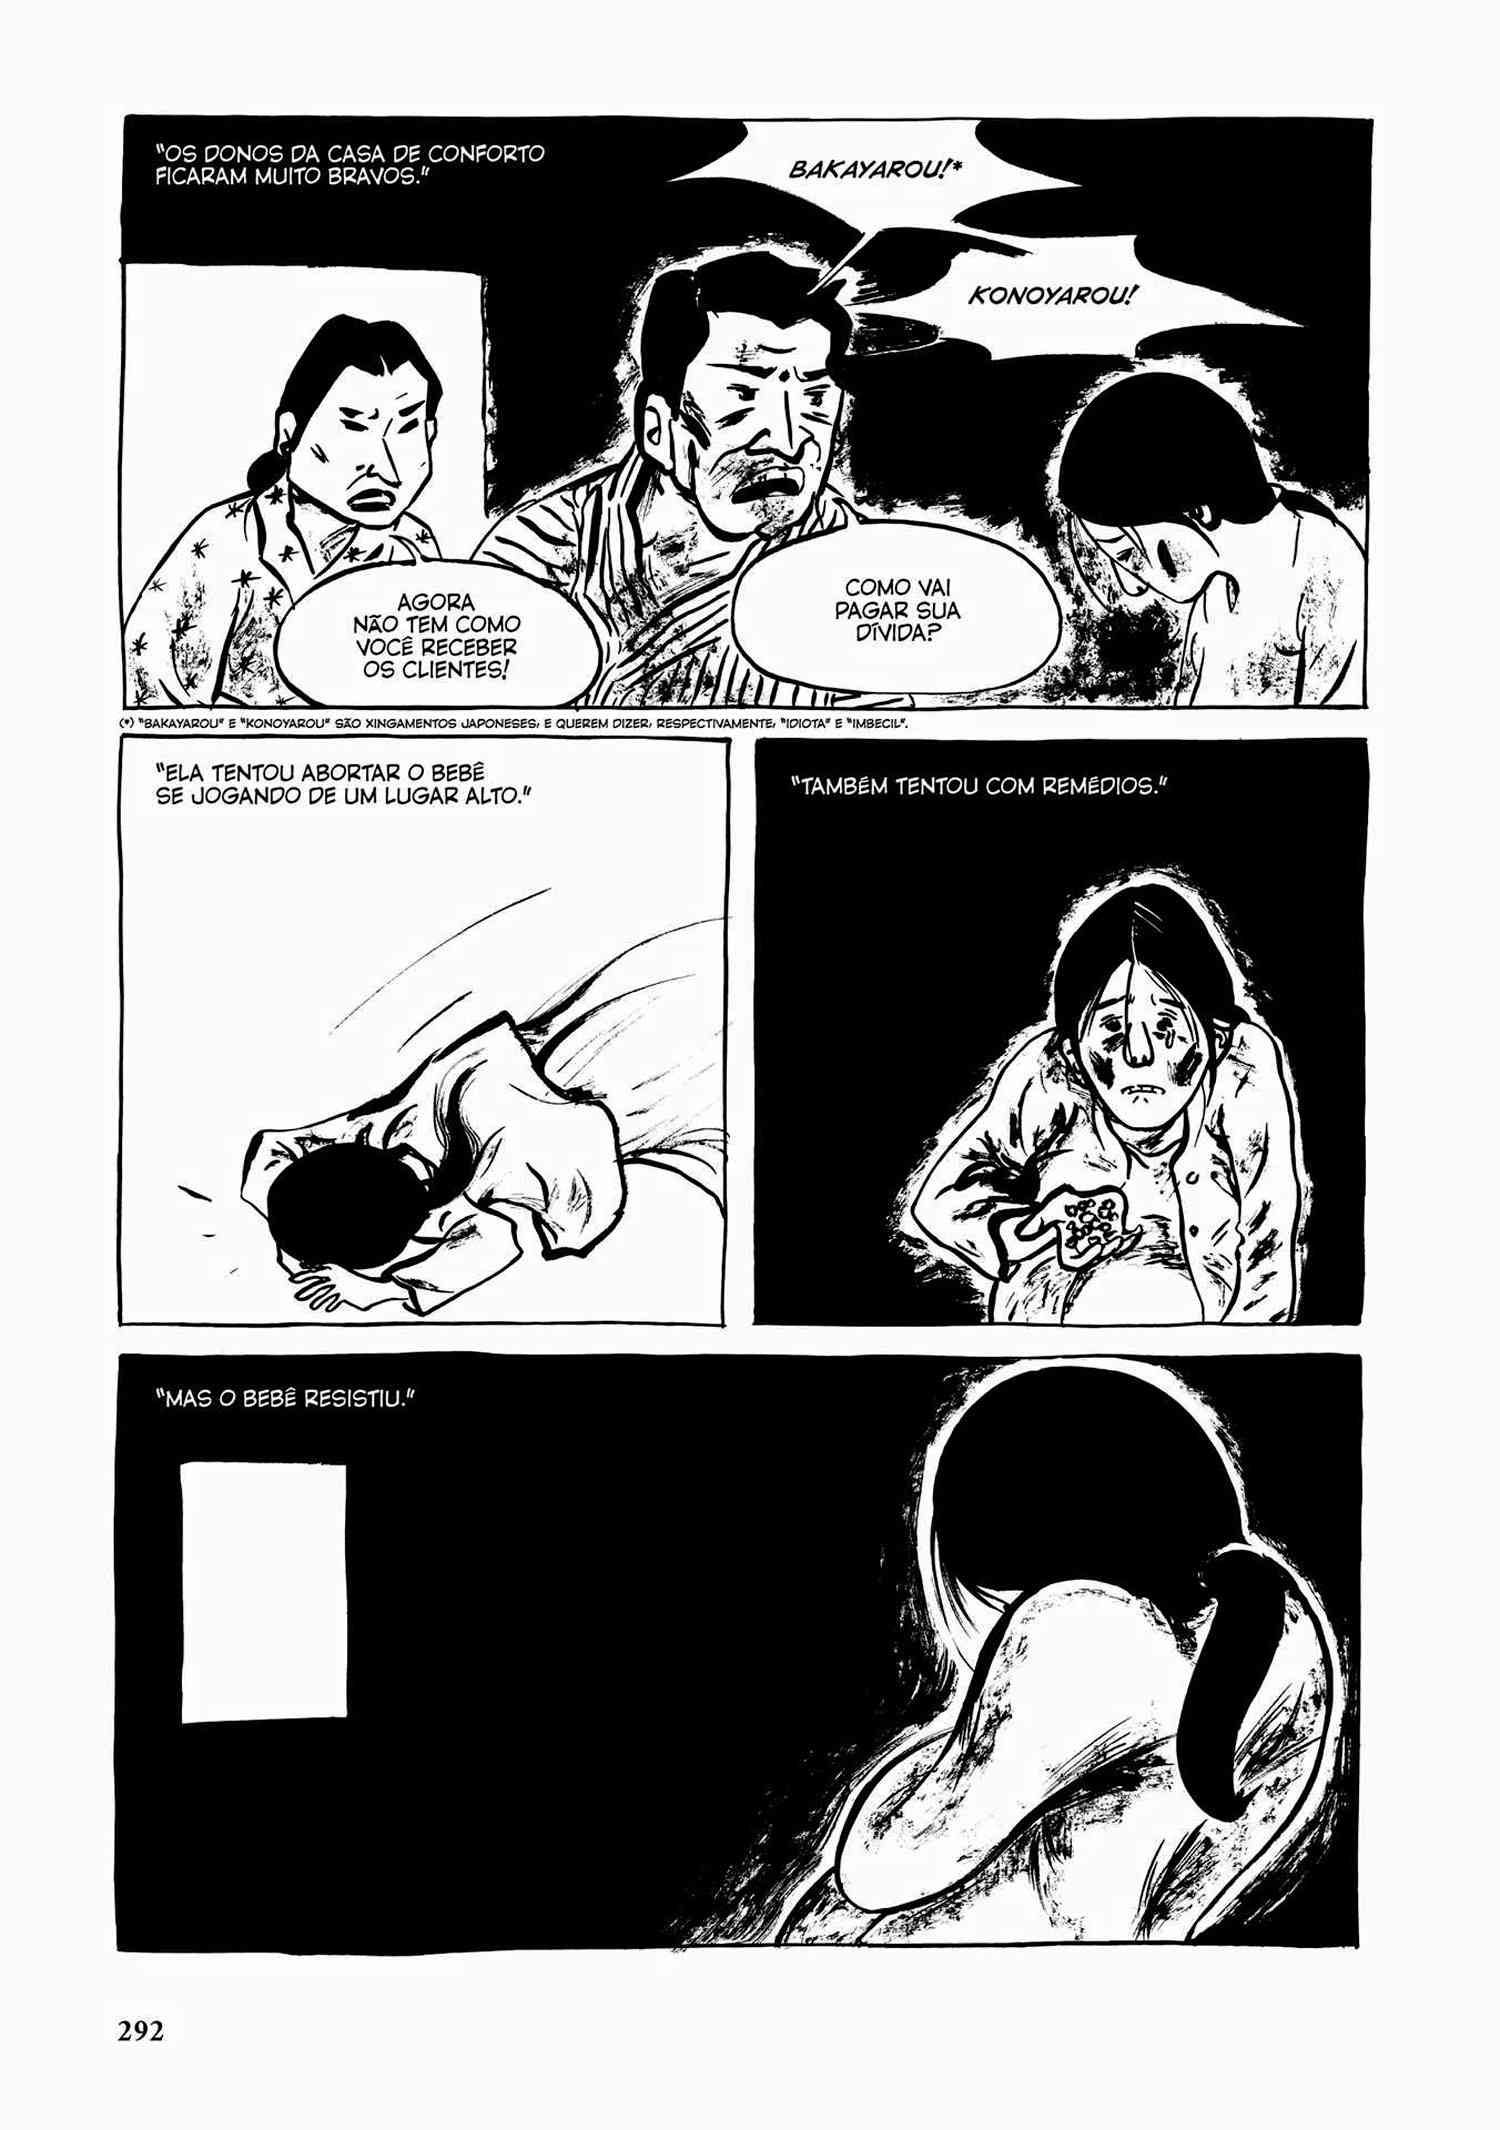 "OS DONOS DA CASA DE CONFORTO
FICARAM MUITO BRAVOS."
BAKAYAROU!*
KONOYAROU!
AGORA
NÃO TEM COMO
VOCÊ RECEBER
OS CLIENTES!
COMO VAI
PAGAR SUA
DÍVIDA?
(*) "BAKAYAROU" E "KONOYAROU" SÃO XINGAMENTOS JAPONESES, E QUEREM DIZER, RESPECTIVAMENTE, "IDIOTA" E "IMBECIL".
"ELA TENTOU ABORTAR O BEBÊ
SE JOGANDO DE UM LUGAR ALTO."
"TAMBÉM TENTOU COM REMÉDIOS."
"MAS O BEBÊ RESISTIU."
292